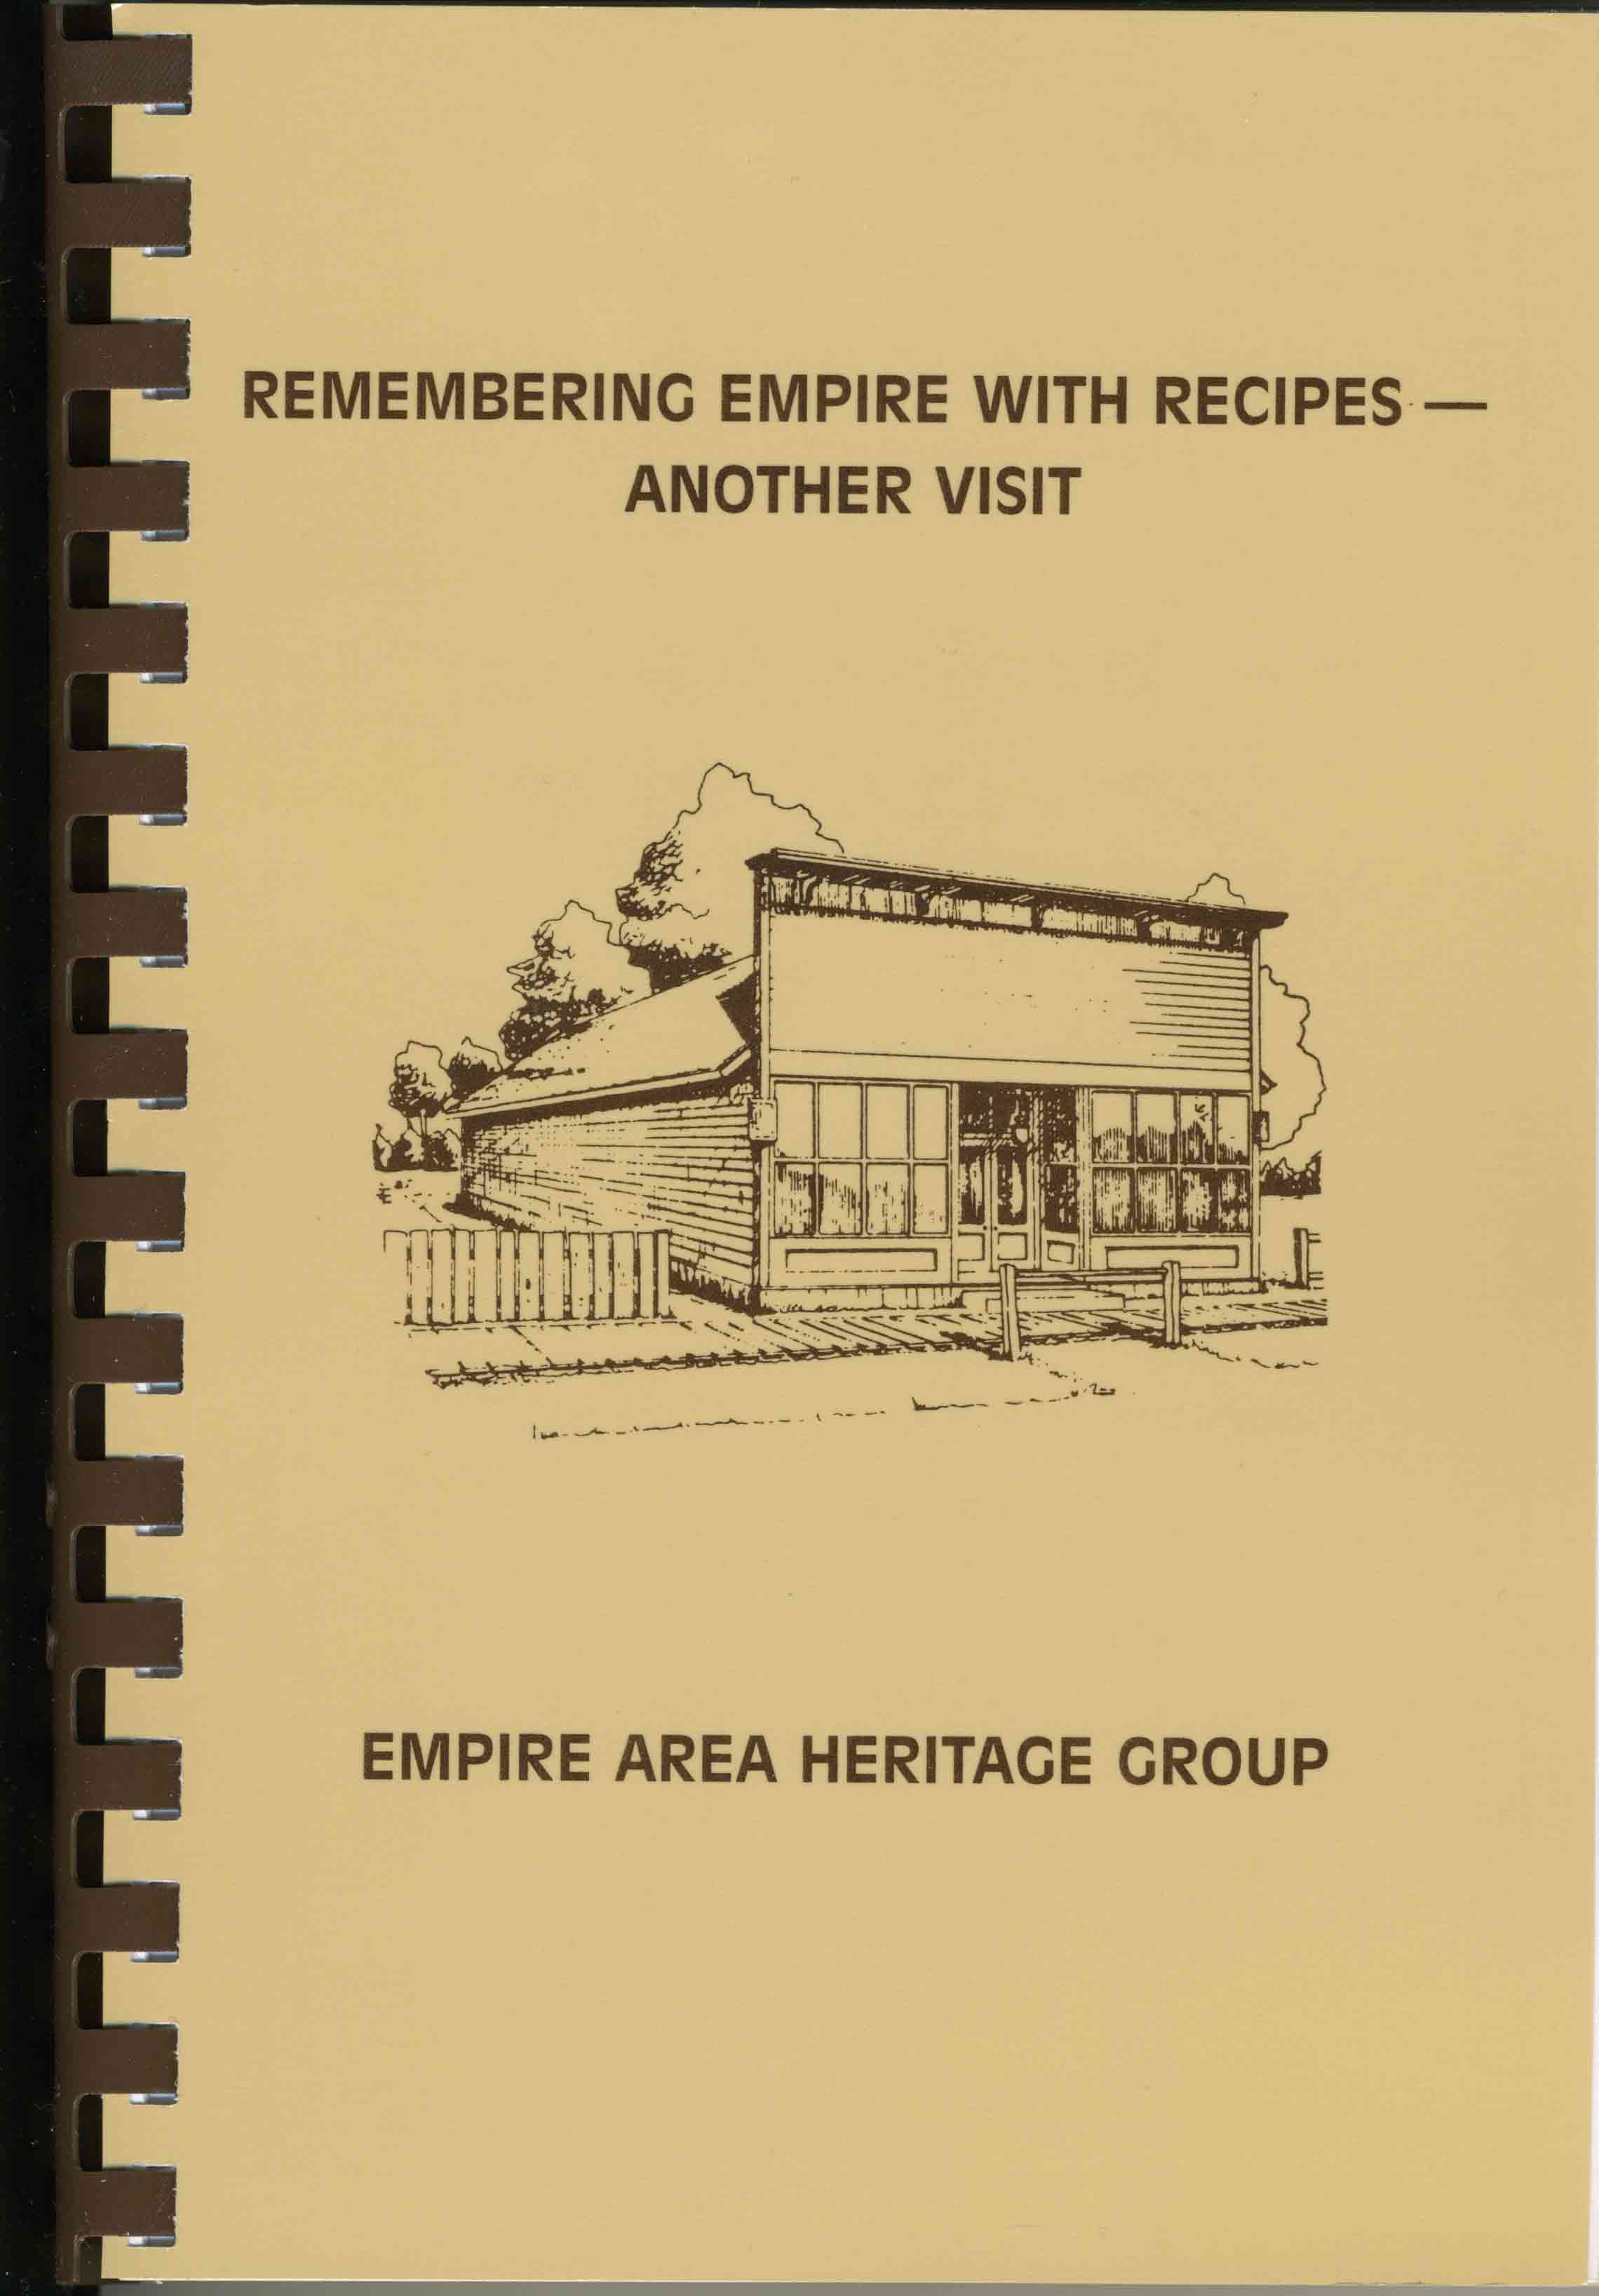 REMEMBERING EMPIRE WITH RECIPES —
ANOTHER VISIT
EMPIRE AREA HERITAGE GROUP